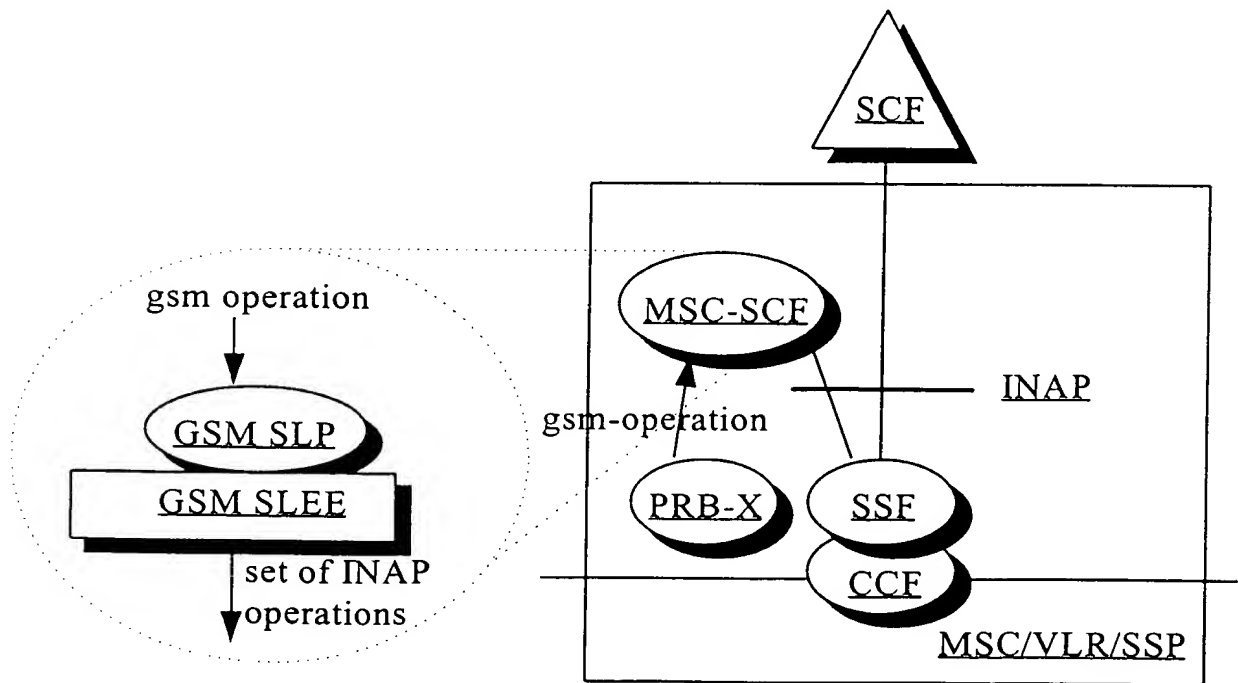 SCF
gsm operation
MSC-SCF
INAP
gsm-operation
GSM SLP
GSM SLEE
PRB-X
SSF
set of INAP
operations
CCF
MSC/VLR/SSP